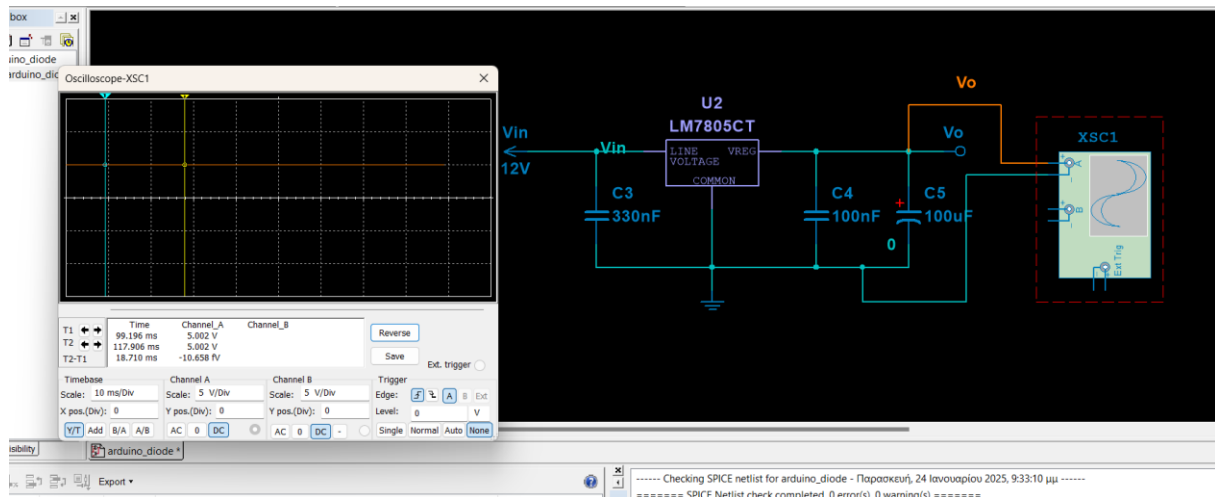 box
uino_diode
arduino_dio
Oscilloscope-XSC1
Time Channel_A Channel_B
T1 99.196 ms 5.002 V
T2 117.906 ms 5.002 V
T2-T1 18.710 ms -10.658 fV
Reverse
Save
Ext. trigger
Timebase Channel A Channel B Trigger
Scale: 10 ms/Div Scale: 5 V/Div Scale: 5 V/Div Edge: A B Ext
X pos.(Div): 0 Y pos.(Div): 0 Y pos.(Div): 0 Level: 0 V
Y/T Add B/A A/B AC 0 DC AC 0 DC - Single Normal Auto None
Vin
12V
Vin
U2
LM7805CT
LINE VREG
VOLTAGE
COMMON
C3
330nF
C4
100nF
C5
100uF
+
0
Vo
Vo
XSC1
A
B
Ext Trig
isibility
arduino_diode *
Export
------ Checking SPICE netlist for arduino_diode - Παρασκευή, 24 Ιανουαρίου 2025, 9:33:10 μμ ------
======= SPICE Netlist check completed, 0 error(s), 0 warning(s) =======